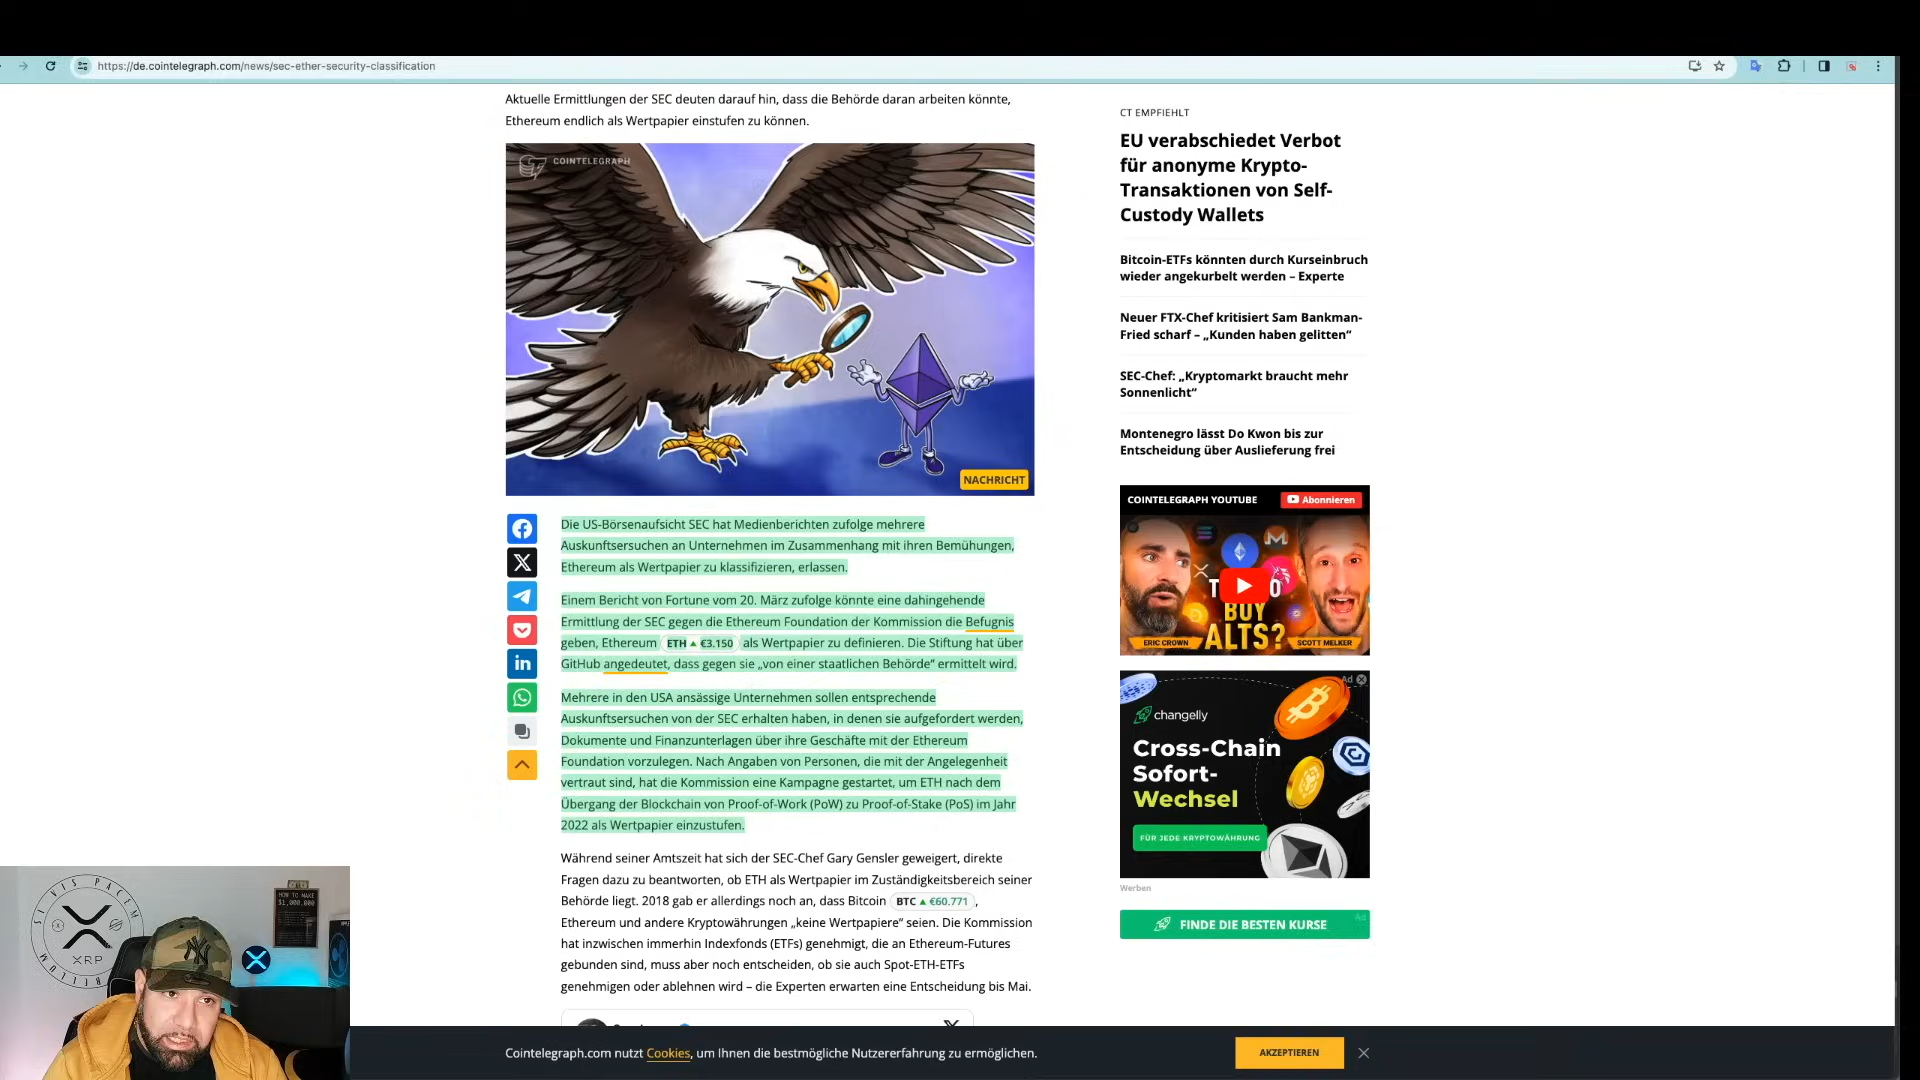 https://de.cointelegraph.com/news/sec-ether-security-classification
Aktuelle Ermittlungen der SEC deuten darauf hin, dass die Behörde daran arbeiten könnte,
Ethereum endlich als Wertpapier einstufen zu können.
COINTELEGRAPH
NACHRICHT
Die US-Börsenaufsicht SEC hat Medienberichten zufolge mehrere
Auskunftsersuchen an Unternehmen im Zusammenhang mit ihren Bemühungen,
Ethereum als Wertpapier zu klassifizieren, erlassen.
Einem Bericht von Fortune vom 20. März zufolge könnte eine dahingehende
Ermittlung der SEC gegen die Ethereum Foundation der Kommission die Befugnis
geben, Ethereum ETH ▲ €3.150 als Wertpapier zu definieren. Die Stiftung hat über
GitHub angedeutet, dass gegen sie „von einer staatlichen Behörde“ ermittelt wird.
Mehrere in den USA ansässige Unternehmen sollen entsprechende
Auskunftsersuchen von der SEC erhalten haben, in denen sie aufgefordert werden,
Dokumente und Finanzunterlagen über ihre Geschäfte mit der Ethereum
Foundation vorzulegen. Nach Angaben von Personen, die mit der Angelegenheit
vertraut sind, hat die Kommission eine Kampagne gestartet, um ETH nach dem
Übergang der Blockchain von Proof-of-Work (PoW) zu Proof-of-Stake (PoS) im Jahr
2022 als Wertpapier einzustufen.
Während seiner Amtszeit hat sich der SEC-Chef Gary Gensler geweigert, direkte
Fragen dazu zu beantworten, ob ETH als Wertpapier im Zuständigkeitsbereich seiner
Behörde liegt. 2018 gab er allerdings noch an, dass Bitcoin BTC ▲ €60.771,
Ethereum und andere Kryptowährungen „keine Wertpapiere“ seien. Die Kommission
hat inzwischen immerhin Indexfonds (ETFs) genehmigt, die an Ethereum-Futures
gebunden sind, muss aber noch entscheiden, ob sie auch Spot-ETH-ETFs
genehmigen oder ablehnen wird – die Experten erwarten eine Entscheidung bis Mai.
CT EMPFIEHLT
EU verabschiedet Verbot
für anonyme Krypto-
Transaktionen von Self-
Custody Wallets
Bitcoin-ETFs könnten durch Kurseinbruch
wieder angekurbelt werden – Experte
Neuer FTX-Chef kritisiert Sam Bankman-
Fried scharf – „Kunden haben gelitten“
SEC-Chef: „Kryptomarkt braucht mehr
Sonnenlicht“
Montenegro lässt Do Kwon bis zur
Entscheidung über Auslieferung frei
COINTELEGRAPH YOUTUBE
Abonnieren
BUY
ALTS?
ERIC CROWN
SCOTT MELKER
Ad
changelly
Cross-Chain
Sofort-
Wechsel
FÜR JEDE KRYPTOWÄHRUNG
Werben
Ad
FINDE DIE BESTEN KURSE
SI VIS PACEM
BELLUM
XRP
HOW TO MAKE
$1,000,000
NY
Cointelegraph.com nutzt Cookies, um Ihnen die bestmögliche Nutzererfahrung zu ermöglichen.
AKZEPTIEREN